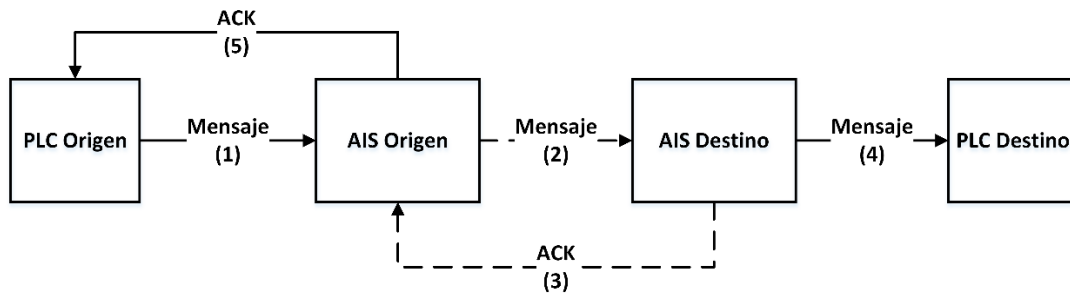 ACK
(5)
PLC Origen
Mensaje
(1)
AIS Origen
Mensaje
(2)
AIS Destino
Mensaje
(4)
PLC Destino
ACK
(3)